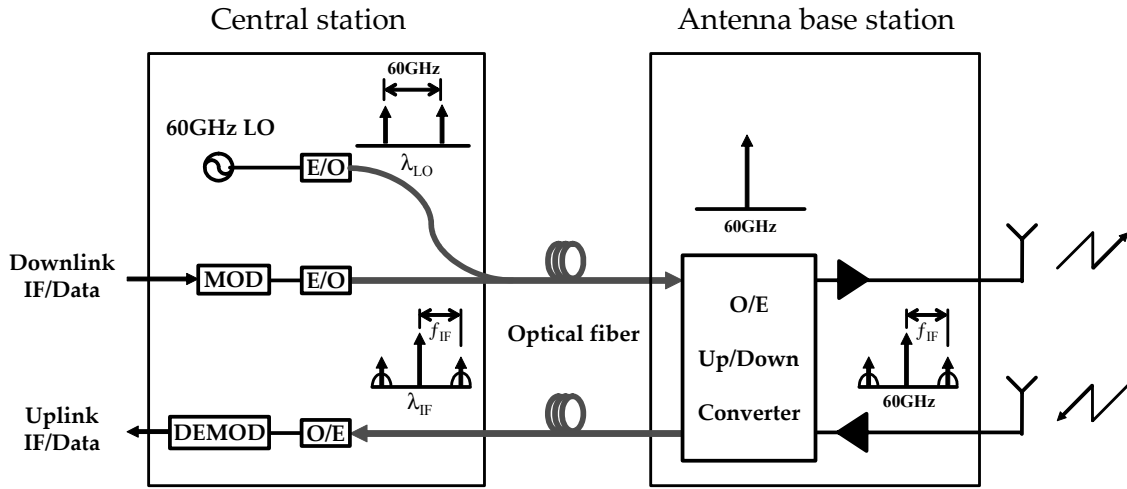 Central station
Antenna base station
60GHz
60GHz LO
E/O
λLO
60GHz
Downlink
IF/Data
MOD
E/O
O/E
Up/Down
Converter
fIF
Optical fiber
fIF
λIF
60GHz
Uplink
IF/Data
DEMOD
O/E